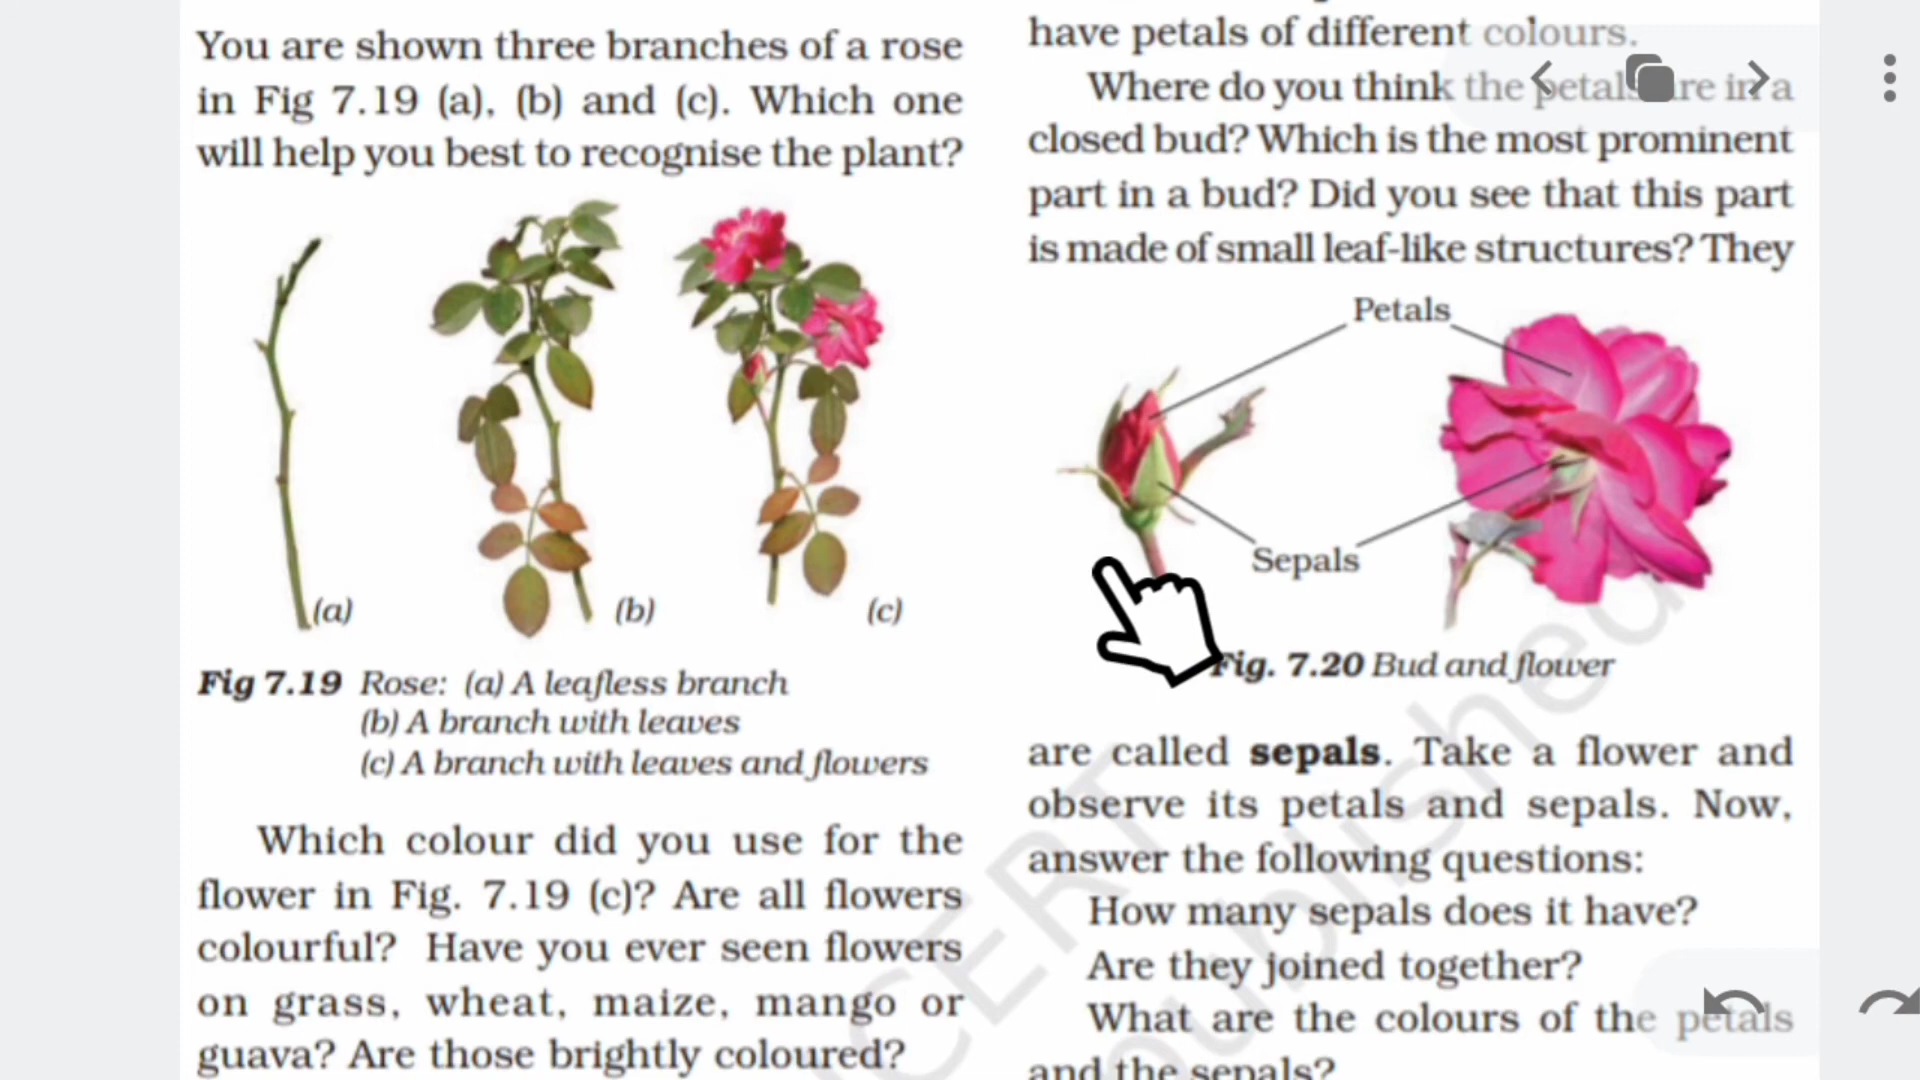 You are shown three branches of a rose
in Fig 7.19 (a), (b) and (c). Which one
will help you best to recognise the plant?
(a)
(b)
(c)
Fig 7.19 Rose: (a) A leafless branch
(b) A branch with leaves
(c) A branch with leaves and flowers
Which colour did you use for the
flower in Fig. 7.19 (c)? Are all flowers
colourful? Have you ever seen flowers
on grass, wheat, maize, mango or
guava? Are those brightly coloured?
have petals of different colours.
Where do you think the petals are in a
closed bud? Which is the most prominent
part in a bud? Did you see that this part
is made of small leaf-like structures? They
Petals
Sepals
Fig. 7.20 Bud and flower
are called sepals. Take a flower and
observe its petals and sepals. Now,
answer the following questions:
How many sepals does it have?
Are they joined together?
What are the colours of the petals
and the sepals?